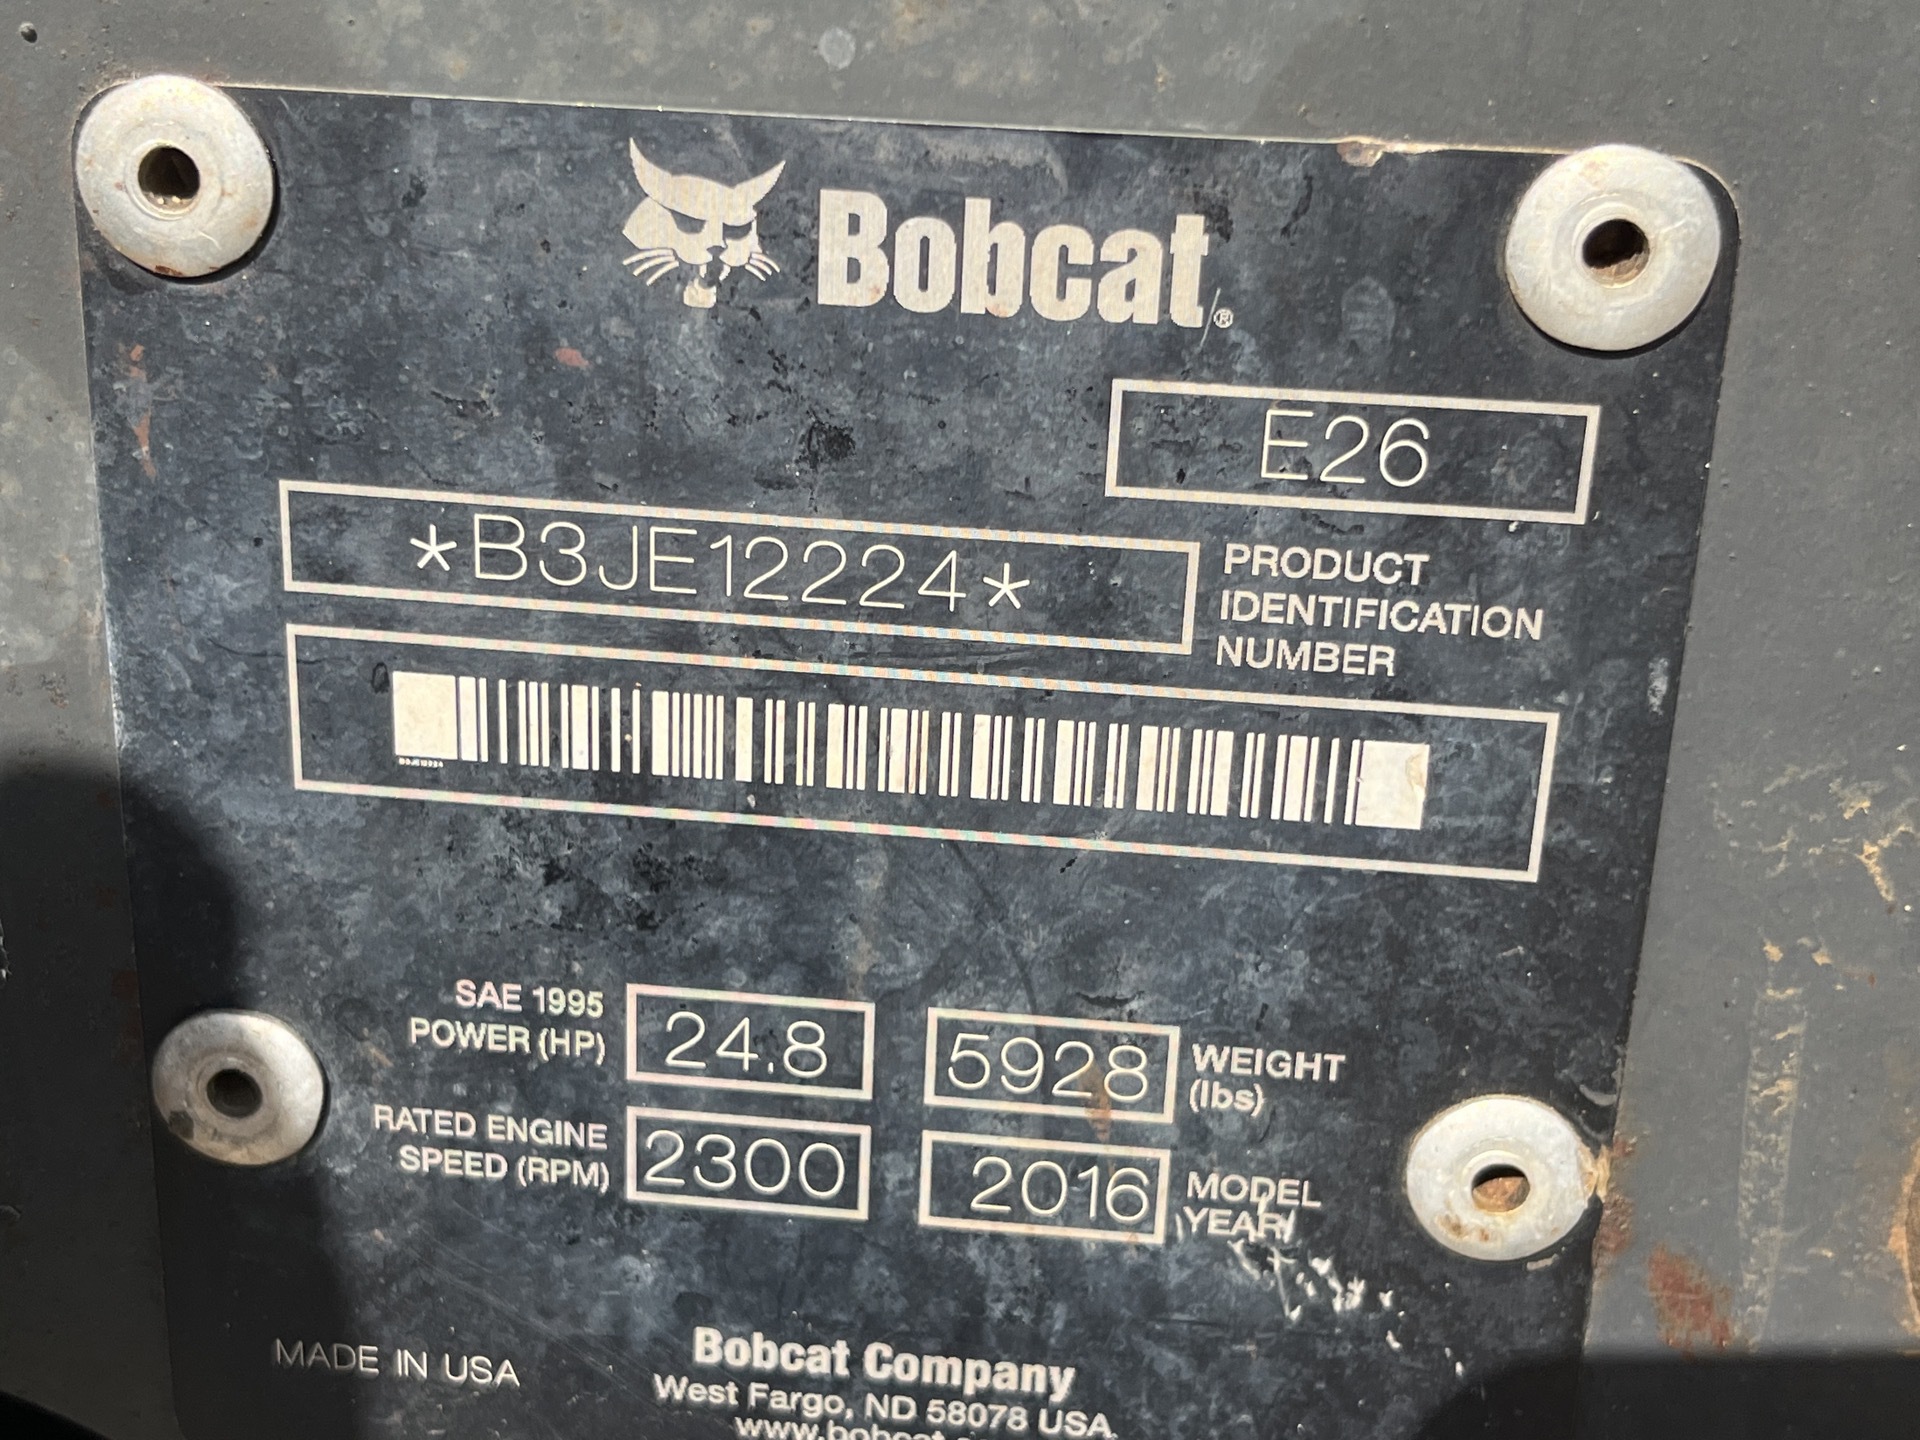 Bobcat®
E26
*B3JE12224*
PRODUCT
IDENTIFICATION
NUMBER
B3JE12224
SAE 1995
POWER (HP)
24.8
5928
WEIGHT
(lbs)
RATED ENGINE
SPEED (RPM)
2300
2016
MODEL
YEAR
MADE IN USA
Bobcat Company
West Fargo, ND 58078 USA